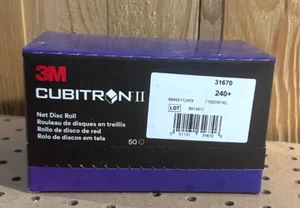 3M
CUBITRON II
Net Disc Roll
Rouleau de disques en treillis
Rollo de disco de red
Rolo de discos em tela
50
31670
240+
LOT